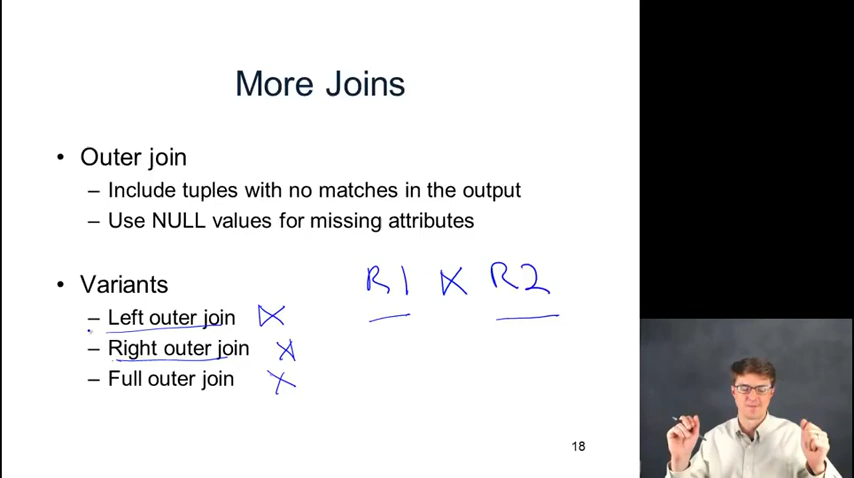 More Joins
• Outer join
– Include tuples with no matches in the output
– Use NULL values for missing attributes
• Variants
R1 ⋉ R2
– Left outer join ⋉
– Right outer join ⋊
– Full outer join
18